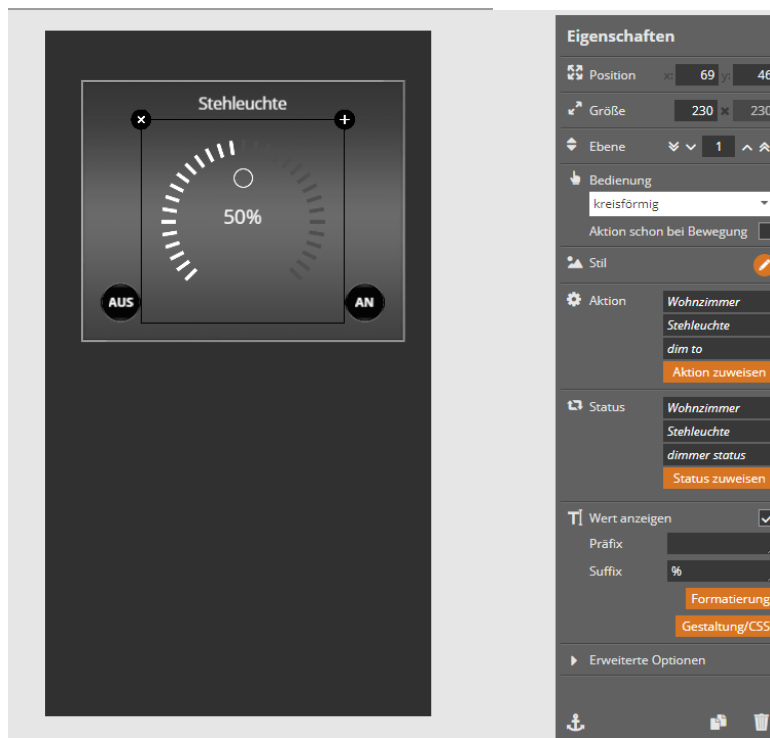 Stehleuchte
50%
AUS
AN
Eigenschaften
Position x: 69 y: 46
Größe 230 × 230
Ebene 1
Bedienung
kreisförmig
Aktion schon bei Bewegung
Stil
Aktion Wohnzimmer
Stehleuchte
dim to
Aktion zuweisen
Status Wohnzimmer
Stehleuchte
dimmer status
Status zuweisen
Wert anzeigen
Präfix
Suffix %
Formatierung
Gestaltung/CSS
Erweiterte Optionen